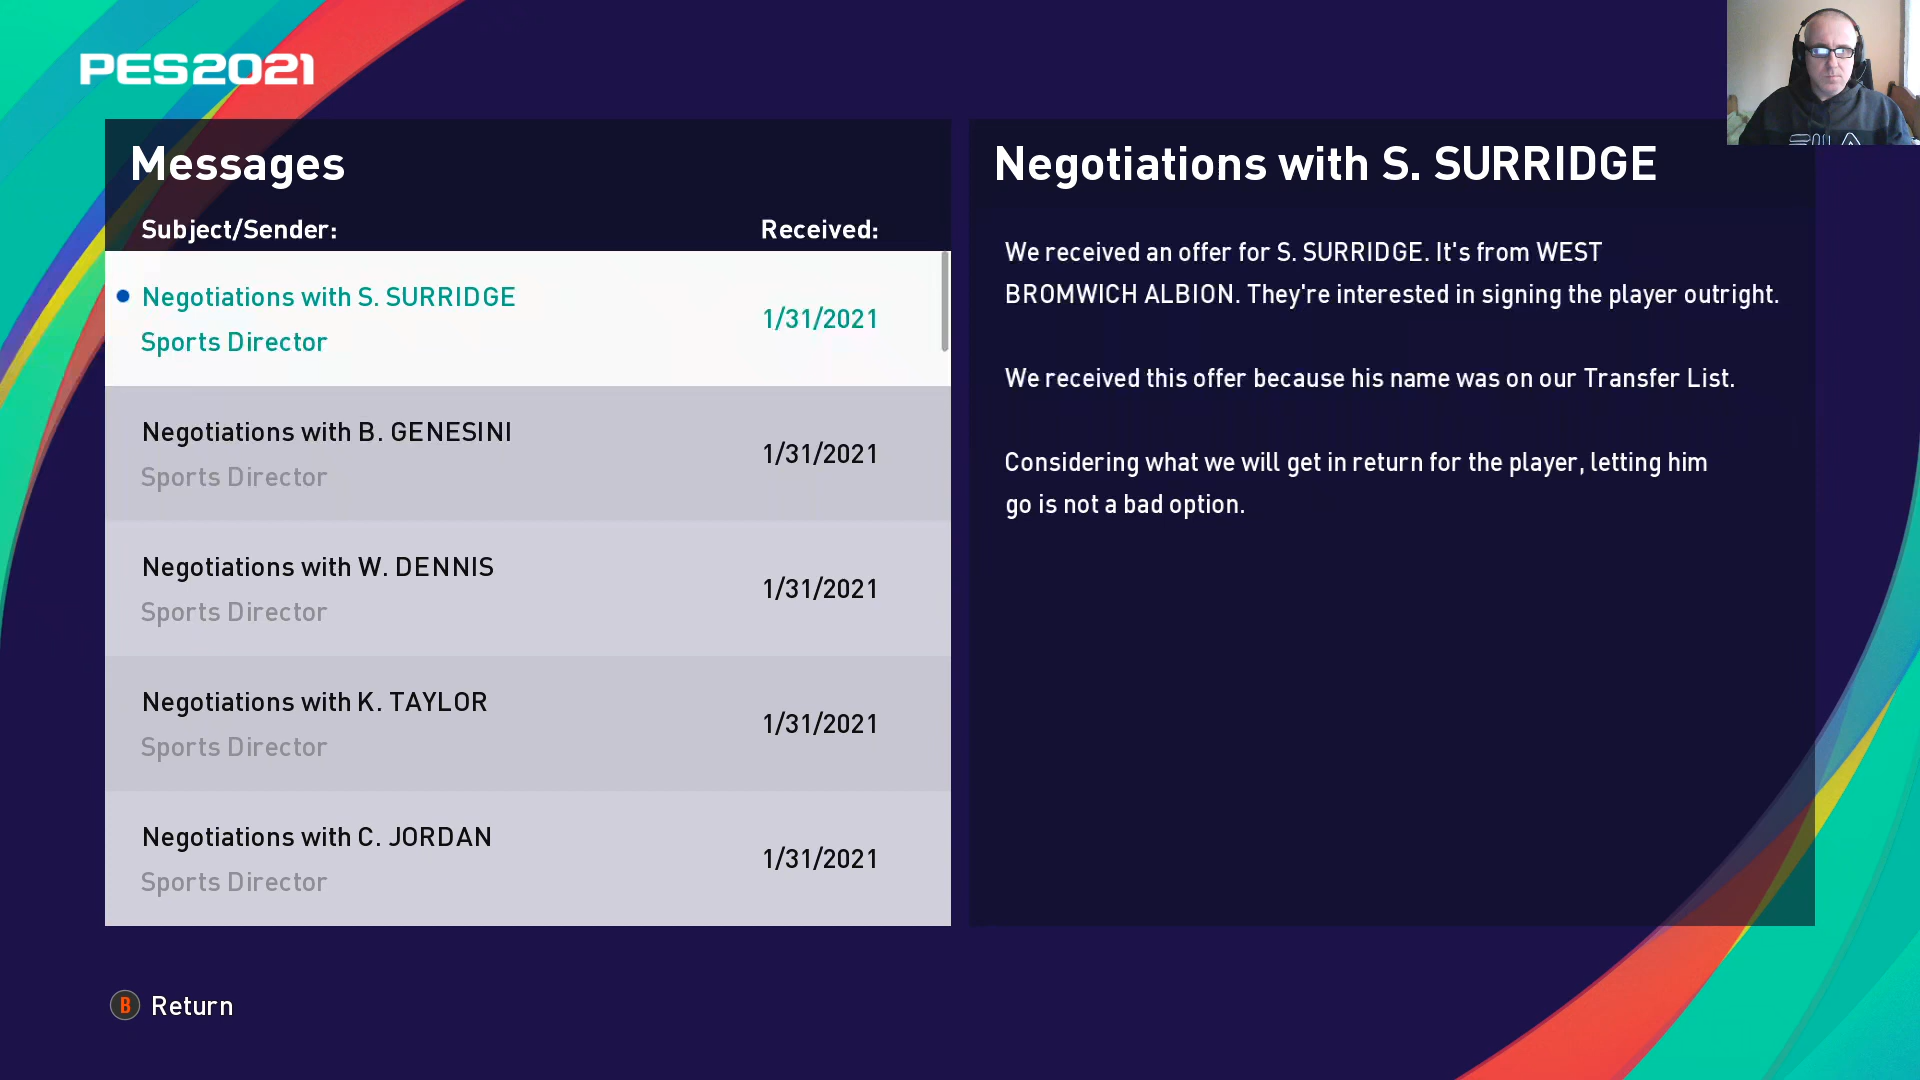 PES2021
Messages
Subject/Sender:
Received:
Negotiations with S. SURRIDGE
Sports Director
1/31/2021
Negotiations with B. GENESINI
Sports Director
1/31/2021
Negotiations with W. DENNIS
Sports Director
1/31/2021
Negotiations with K. TAYLOR
Sports Director
1/31/2021
Negotiations with C. JORDAN
Sports Director
1/31/2021
Negotiations with S. SURRIDGE
We received an offer for S. SURRIDGE. It's from WEST
BROMWICH ALBION. They're interested in signing the player outright.
We received this offer because his name was on our Transfer List.
Considering what we will get in return for the player, letting him
go is not a bad option.
B Return